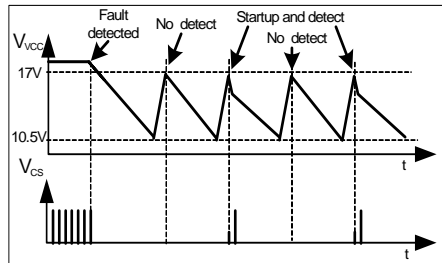 Fault
detected
No detect
Startup and detect
No detect
VVCC
17V
10.5V
t
VCS
t